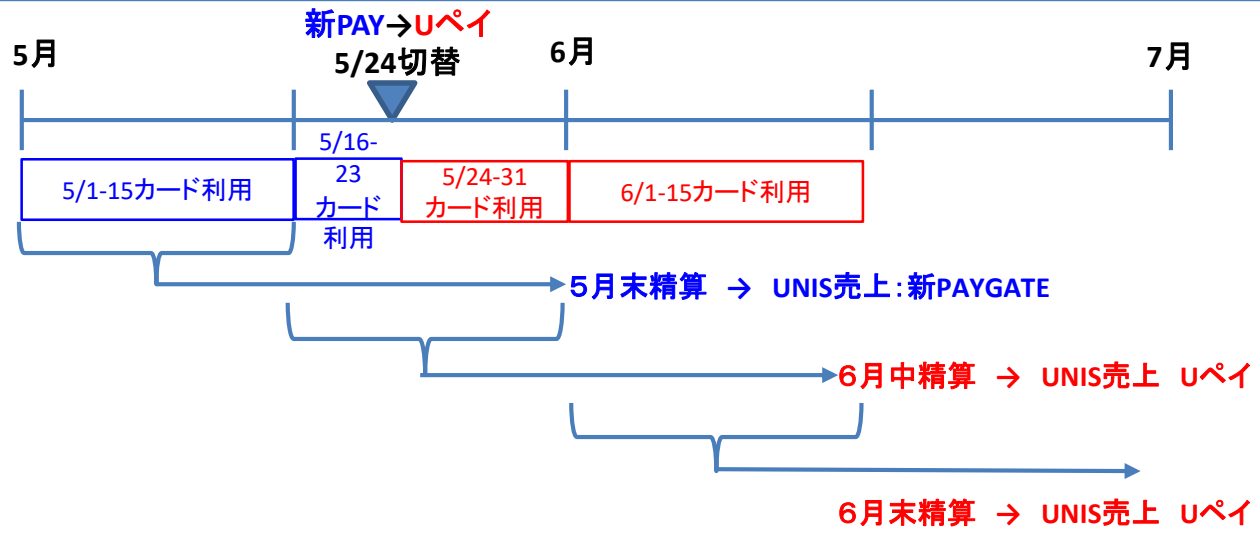 新PAY→Uペイ
5月
5/24切替
6月
7月
5/1-15カード利用
5/16-
23
カード
利用
5/24-31
カード利用
6/1-15カード利用
5月末精算 → UNIS売上：新PAYGATE
6月中精算 → UNIS売上 Uペイ
6月末精算 → UNIS売上 Uペイ